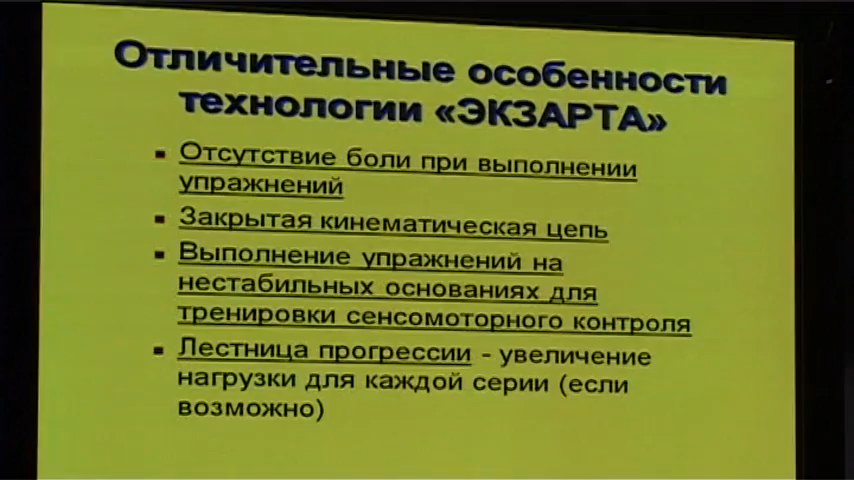 Отличительные особенности
технологии «ЭКЗАРТА»
▪ Отсутствие боли при выполнении
упражнений
▪ Закрытая кинематическая цепь
▪ Выполнение упражнений на
нестабильных основаниях для
тренировки сенсомоторного контроля
▪ Лестница прогрессии - увеличение
нагрузки для каждой серии (если
возможно)